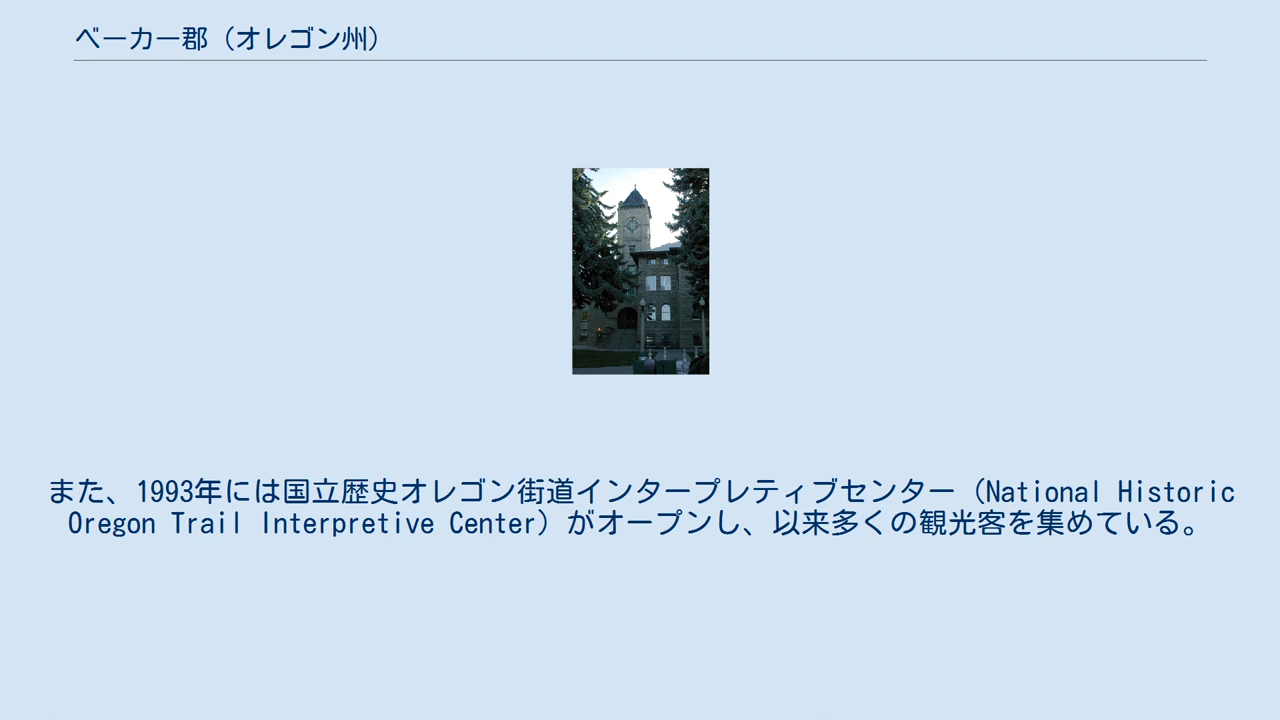 ベーカー郡（オレゴン州）
また、1993年には国立歴史オレゴン街道インタープレティブセンター（National Historic
Oregon Trail Interpretive Center）がオープンし、以来多くの観光客を集めている。